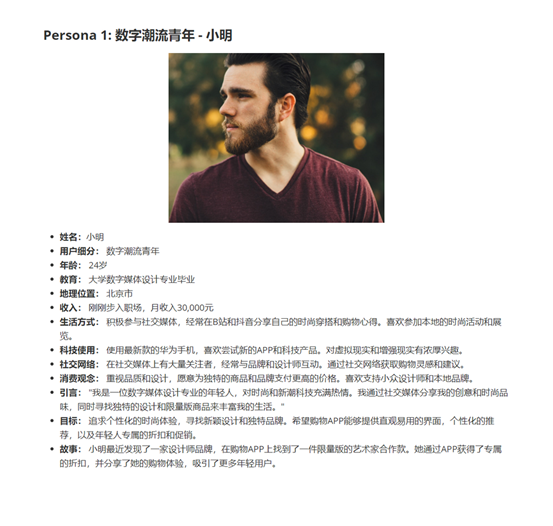 Persona 1: 数字潮流青年 - 小明
姓名：小明
用户细分： 数字潮流青年
年龄： 24岁
教育： 大学数字媒体设计专业毕业
地理位置： 北京市
收入： 刚刚步入职场，月收入30,000元
生活方式： 积极参与社交媒体，经常在B站和抖音分享自己的时尚穿搭和购物心得。喜欢参加本地的时尚活动和展
览。
科技使用： 使用最新款的华为手机，喜欢尝试新的APP和科技产品。对虚拟现实和增强现实有浓厚兴趣。
社交网络： 在社交媒体上有大量关注者，经常与品牌和设计师互动。通过社交网络获取购物灵感和建议。
消费观念： 重视品质和设计，愿意为独特的商品和品牌支付更高的价格。喜欢支持小众设计师和本地品牌。
引言： "我是一位数字媒体设计专业的年轻人，对时尚和新潮科技充满热情。我通过社交媒体分享我的创意和时尚品
味，同时寻找独特的设计和限量版商品来丰富我的生活。"
目标： 追求个性化的时尚体验，寻找新颖设计和独特品牌。希望购物APP能够提供直观易用的界面，个性化的推
荐，以及年轻人专属的折扣和促销。
故事： 小明最近发现了一家设计师品牌，在购物APP上找到了一件限量版的艺术家合作款。她通过APP获得了专属
的折扣，并分享了她的购物体验，吸引了更多年轻用户。